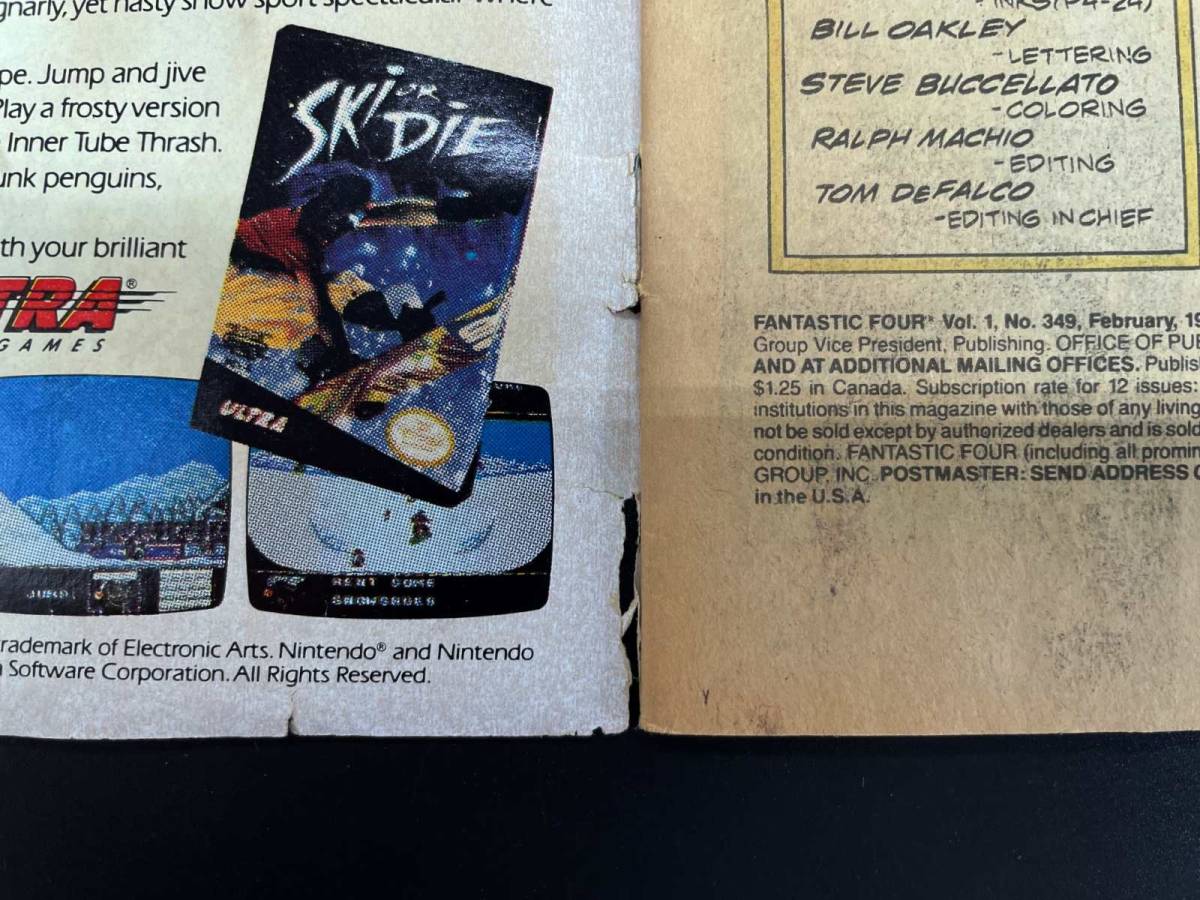 gnarly, yet nasty snow sport spectacular where
pe. Jump and jive
Play a frosty version
Inner Tube Thrash.
unk penguins,
th your brilliant
TRA®
GAMES
SKI OR
DIE
ULTRA
JUMP
RENT SOME
SNOWSHOES
rademark of Electronic Arts. Nintendo® and Nintendo
Software Corporation. All Rights Reserved.
- INKS (P4-24)
BILL OAKLEY
- LETTERING
STEVE BUCCELLATO
- COLORING
RALPH MACHIO
- EDITING
TOM DEFALCO
- EDITING IN CHIEF
FANTASTIC FOUR* Vol. 1, No. 349, February, 19
Group Vice President, Publishing. OFFICE OF PUB
AND AT ADDITIONAL MAILING OFFICES. Publis
$1.25 in Canada. Subscription rate for 12 issues:
institutions in this magazine with those of any living
not be sold except by authorized dealers and is sold
condition. FANTASTIC FOUR (including all promin
GROUP, INC. POSTMASTER: SEND ADDRESS C
in the U.S.A.